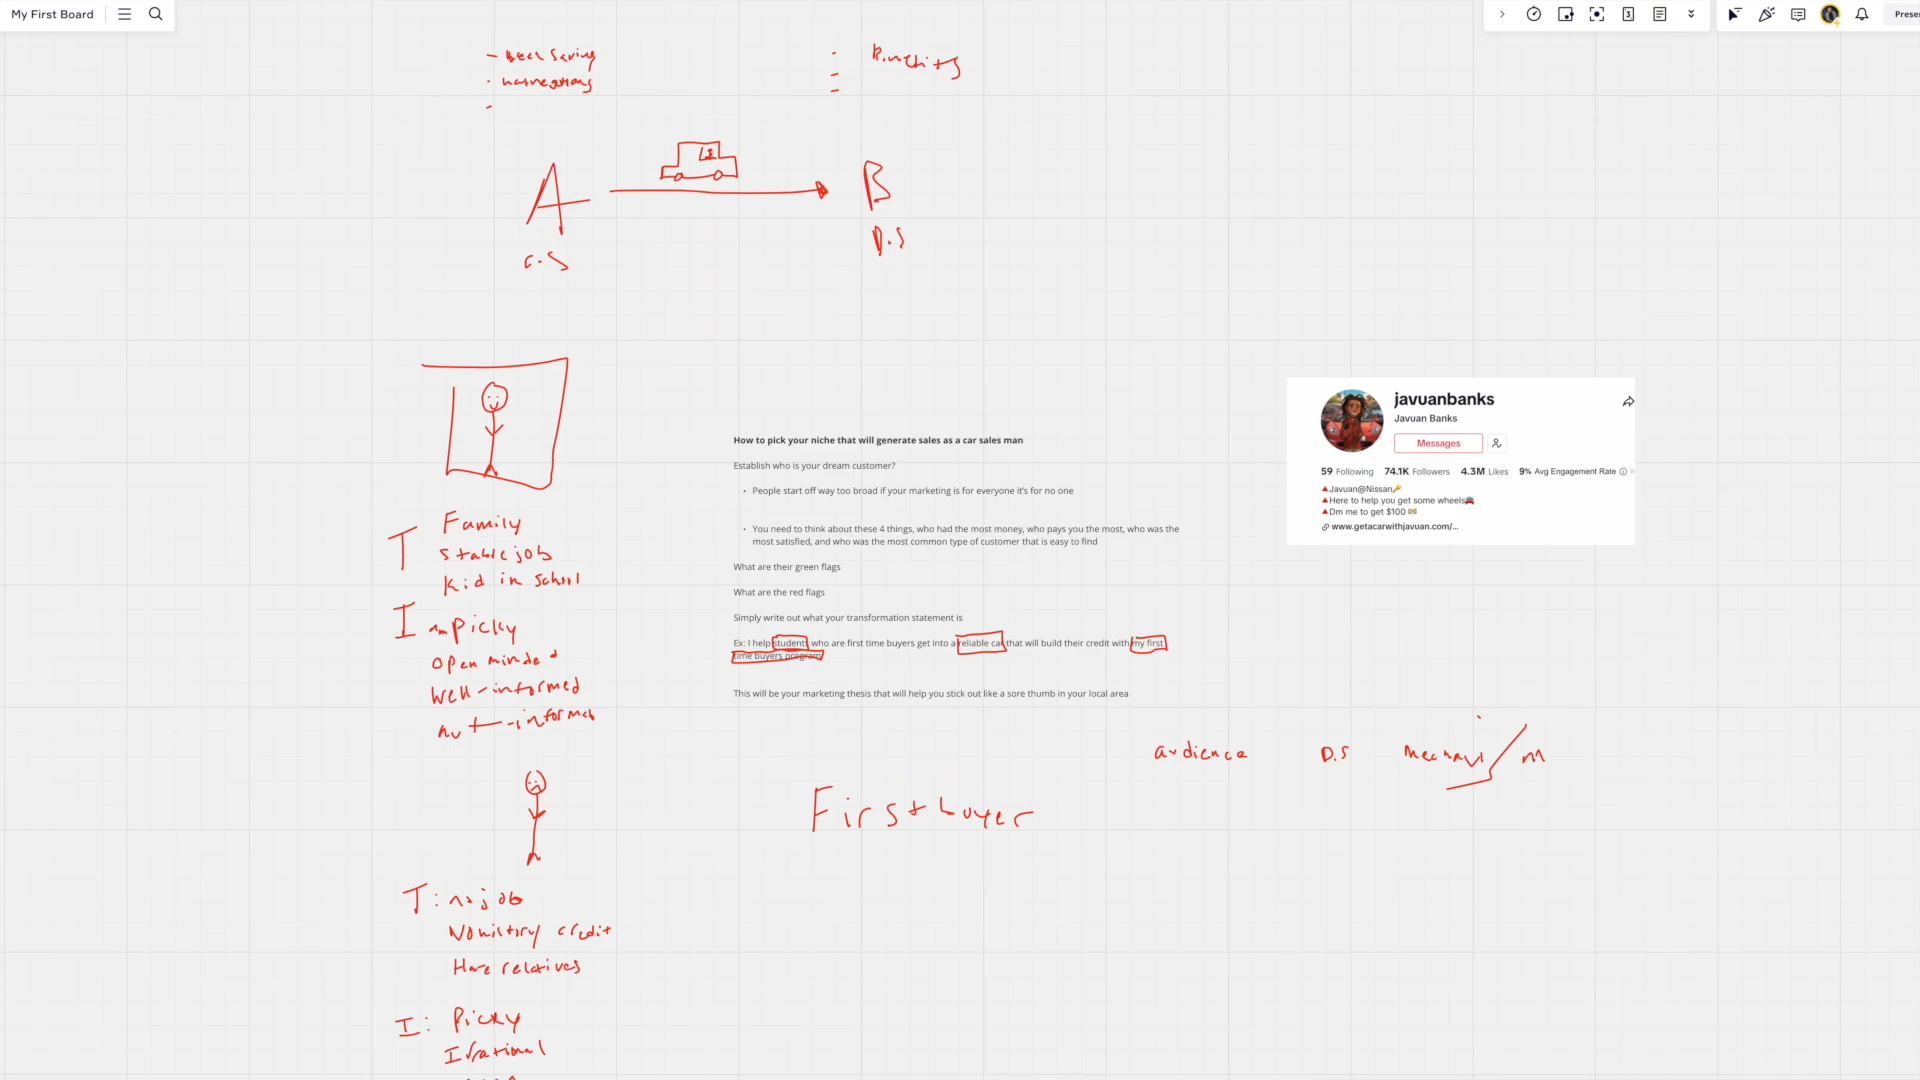 My First Board
3
Presen
- been saving
A
B
D.S
C.S
Family
T stable job
kid in school
I unpicky
open minded
well-informed
not-informed
T: no job
No history credit
Have relatives
I: Picky
Irrational
How to pick your niche that will generate sales as a car sales man
Establish who is your dream customer?
• People start off way too broad if your marketing is for everyone it's for no one
• You need to think about these 4 things, who had the most money, who pays you the most, who was the
most satisfied, and who was the most common type of customer that is easy to find
What are their green flags
What are the red flags
Simply write out what your transformation statement is
Ex: I help students who are first time buyers get into a reliable car that will build their credit with my first
time buyers program
This will be your marketing thesis that will help you stick out like a sore thumb in your local area
First buyer
javuanbanks
Javuan Banks
Messages
59 Following 74.1K Followers 4.3M Likes 9% Avg Engagement Rate
Javuan@Nissan
Here to help you get some wheels
Dm me to get $100
www.getacarwithjavuan.com/...
audience D.S